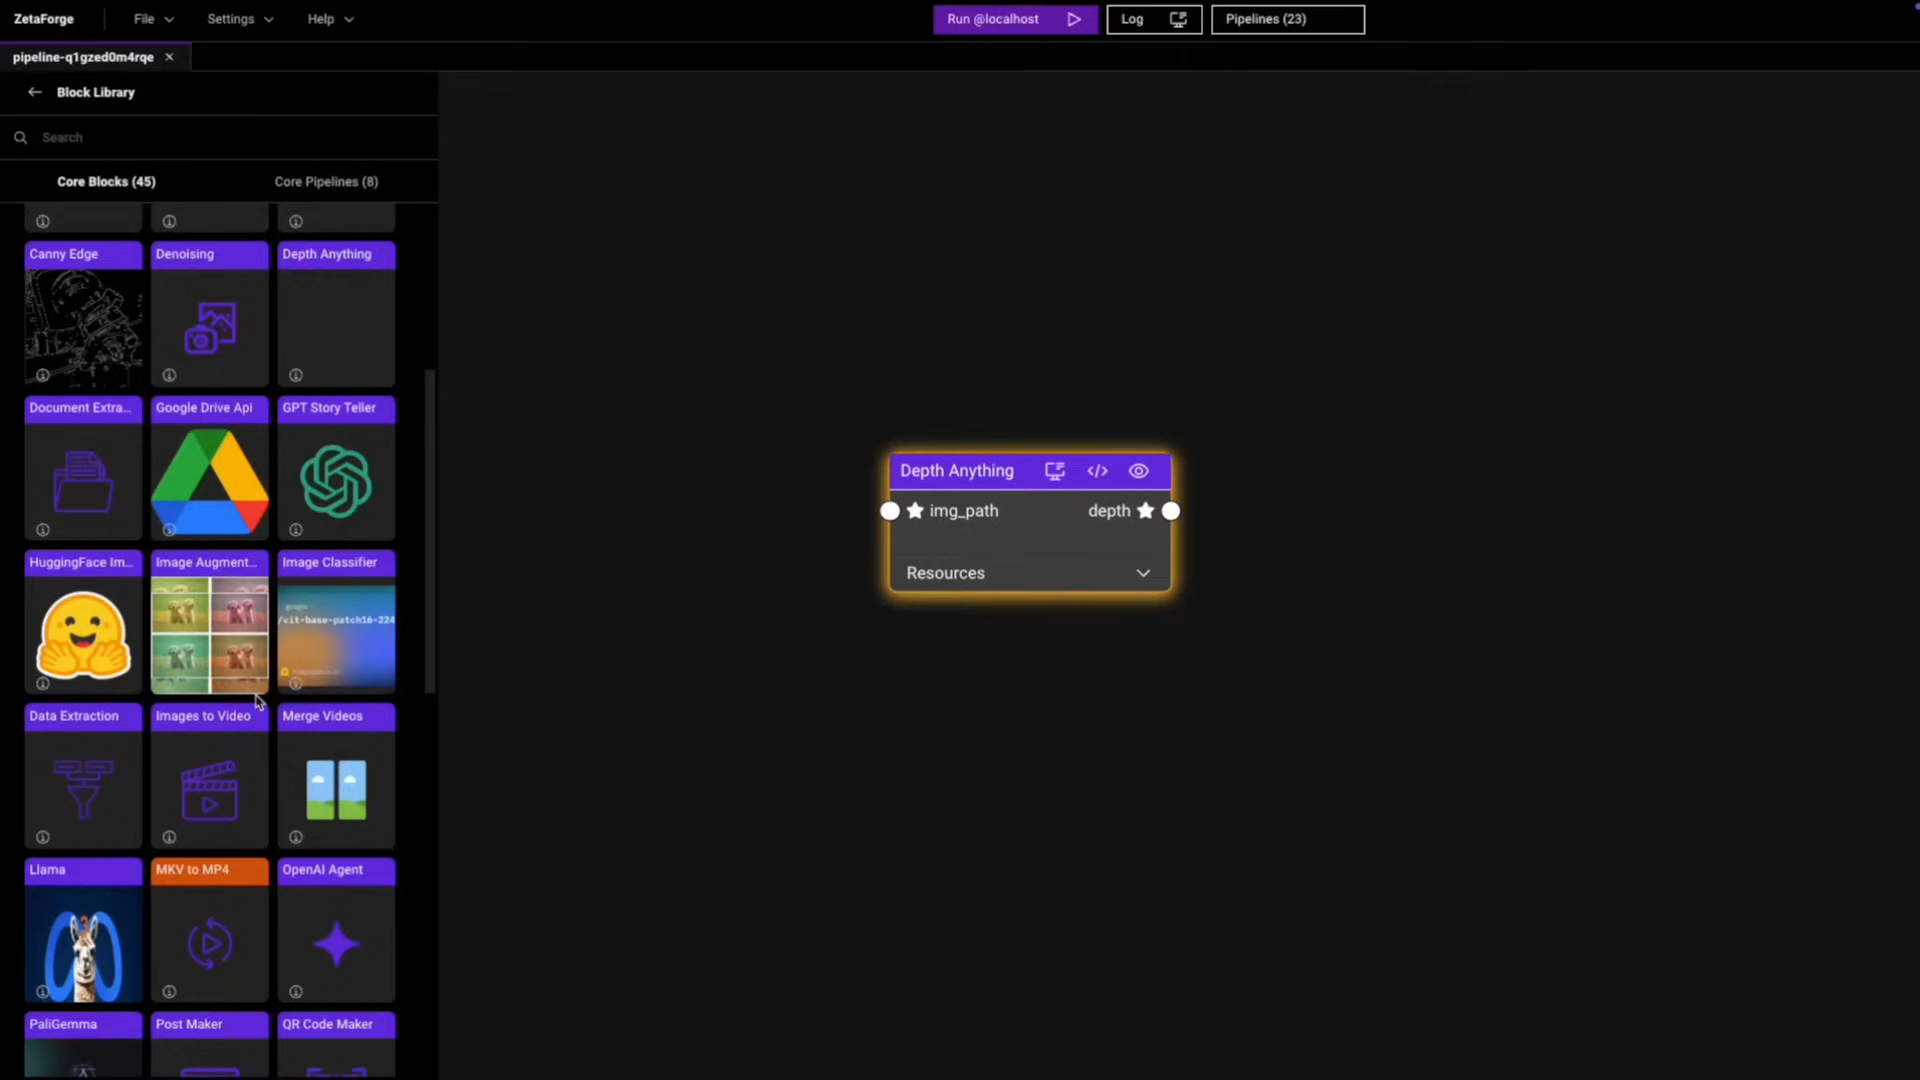 ZetaForge File Settings Help Run @localhost Log Pipelines (23)
pipeline-q1gzed0m4rqe
Block Library
Search
Core Blocks (45) Core Pipelines (8)
Canny Edge Denoising Depth Anything
Document Extra... Google Drive Api GPT Story Teller
HuggingFace Im... Image Augment... Image Classifier
google
/vit-base-patch16-224
Data Extraction Images to Video Merge Videos
Llama MKV to MP4 OpenAI Agent
PaliGemma Post Maker QR Code Maker
Depth Anything
img_path depth
Resources